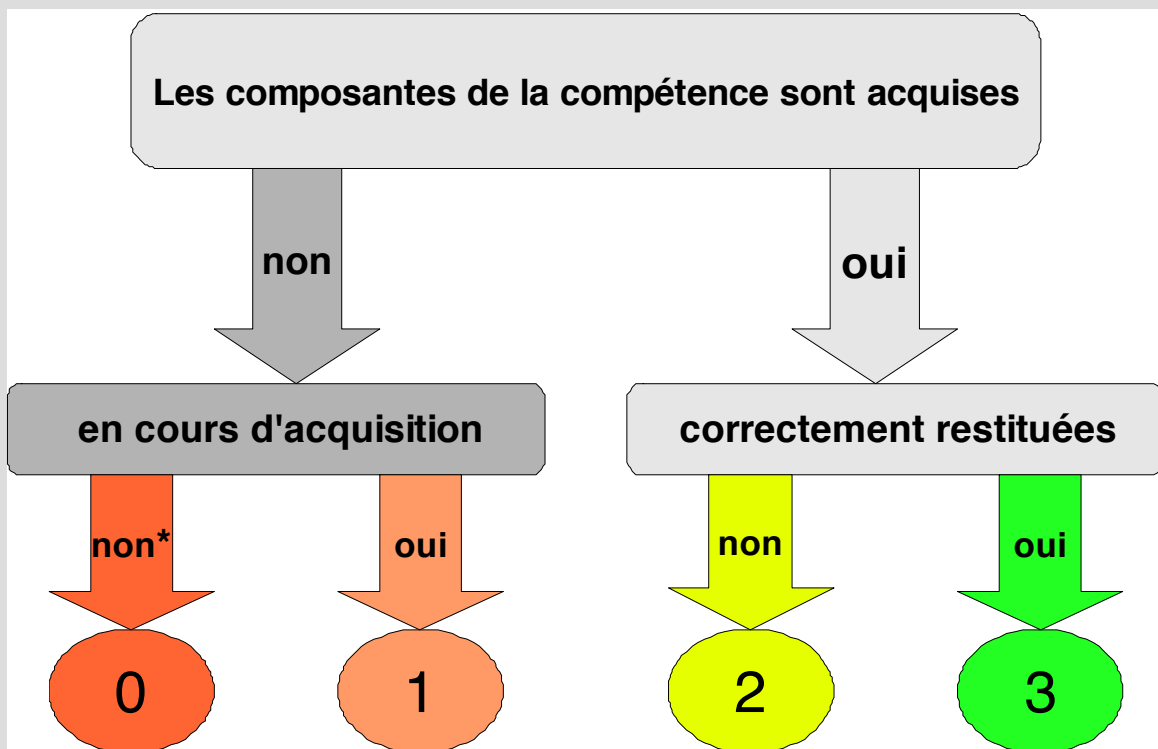 Les composantes de la compétence sont acquises
non
oui
en cours d'acquisition
correctement restituées
non*
oui
non
oui
0
1
2
3